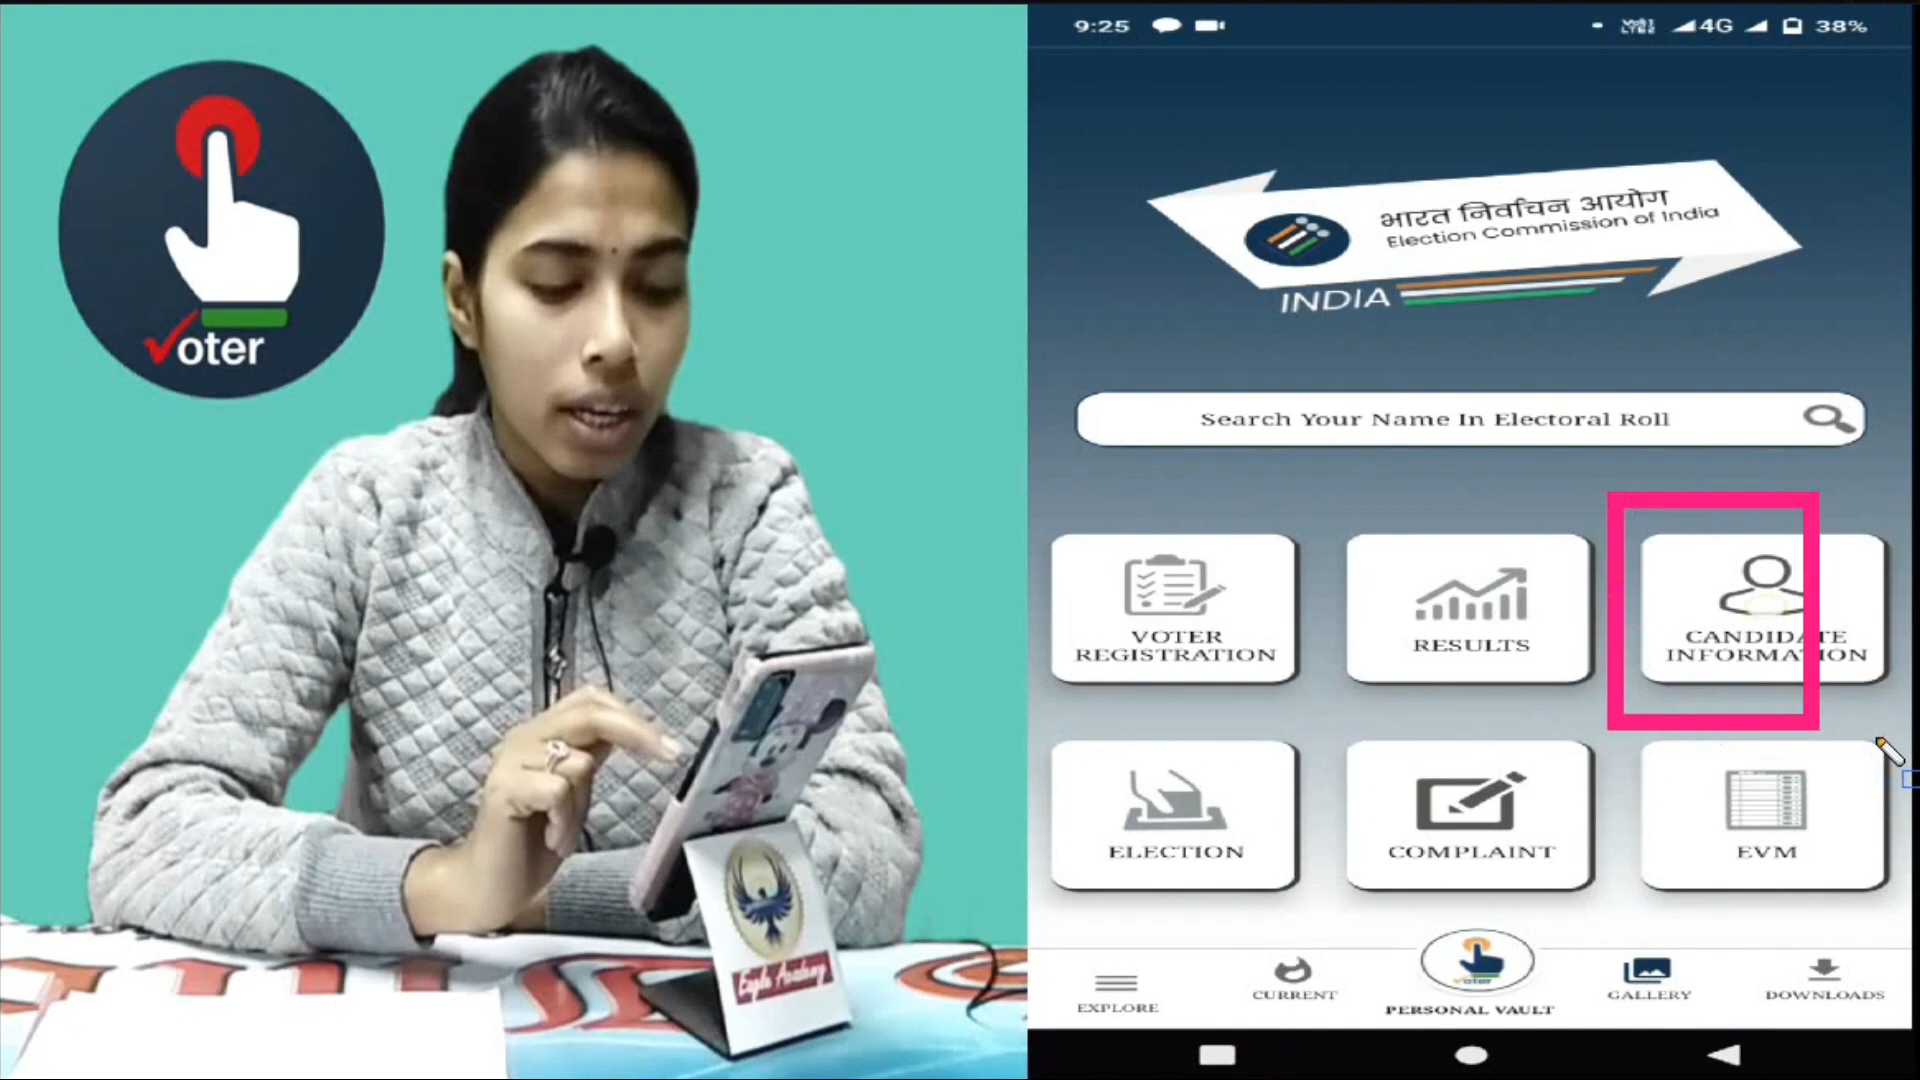 9:25
4G
38%
भारत निर्वाचन आयोग
Election Commission of India
INDIA
Voter
Search Your Name In Electoral Roll
VOTER
REGISTRATION
RESULTS
CANDIDATE
INFORMATION
ELECTION
COMPLAINT
EVM
Eagle Academy
EXPLORE
CURRENT
voter
PERSONAL VAULT
GALLERY
DOWNLOADS